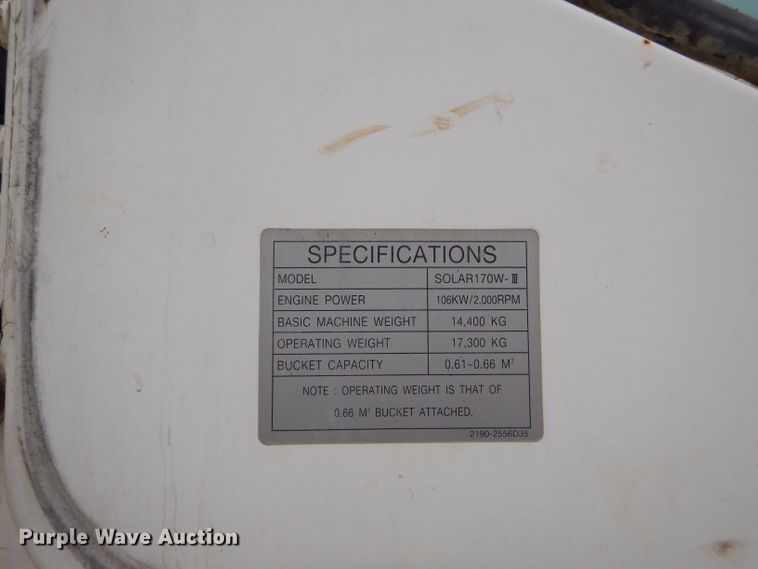 SPECIFICATIONS
MODEL SOLAR170W-Ⅲ
ENGINE POWER 106KW/2,000RPM
BASIC MACHINE WEIGHT 14,400 KG
OPERATING WEIGHT 17,300 KG
BUCKET CAPACITY 0.61~0.66 M³
NOTE : OPERATING WEIGHT IS THAT OF
0.66 M³ BUCKET ATTACHED.
2190-2556D35
Purple Wave Auction®